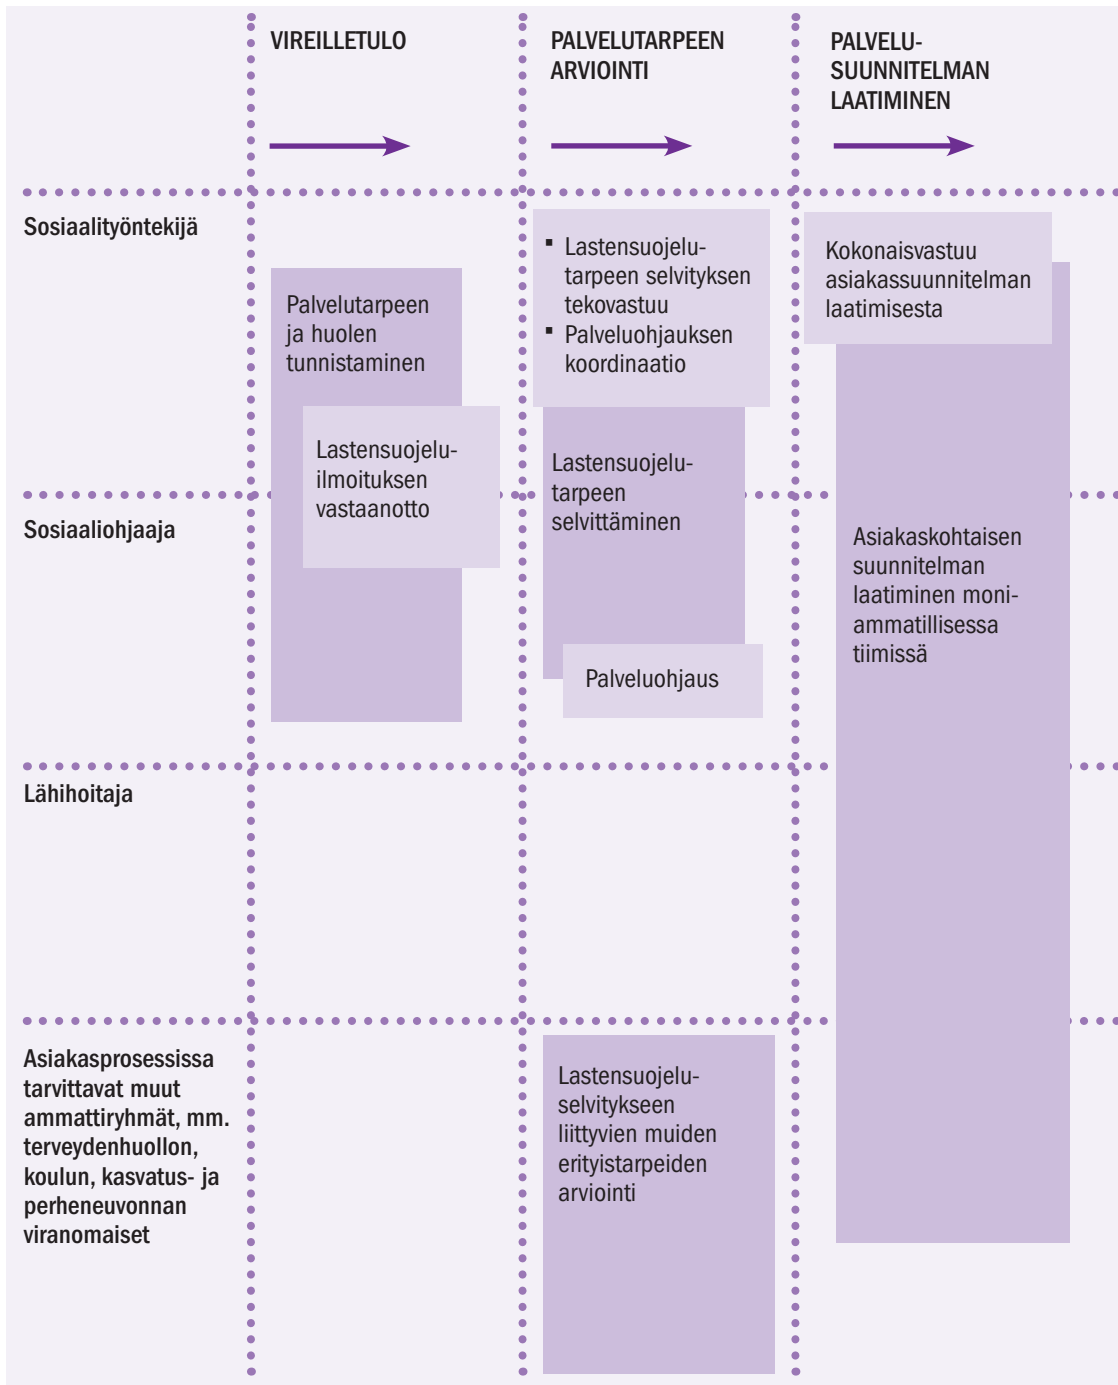 VIREILLETULO
PALVELUTARPEEN
ARVIOINTI
PALVELU-
SUUNNITELMAN
LAATIMINEN
Sosiaalityöntekijä
Palvelutarpeen
ja huolen
tunnistaminen
Lastensuojelu-
ilmoituksen
vastaanotto
▪ Lastensuojelu-
tarpeen selvityksen
tekovastuu
▪ Palveluohjauksen
koordinaatio
Lastensuojelu-
tarpeen
selvittäminen
Kokonaisvastuu
asiakassuunnitelman
laatimisesta
Sosiaaliohjaaja
Palveluohjaus
Asiakaskohtaisen
suunnitelman
laatiminen moni-
ammatillisessa
tiimissä
Lähihoitaja
Asiakasprosessissa
tarvittavat muut
ammattiryhmät, mm.
terveydenhuollon,
koulun, kasvatus- ja
perheneuvonnan
viranomaiset
Lastensuojelu-
selvitykseen
liittyvien muiden
erityistarpeiden
arviointi